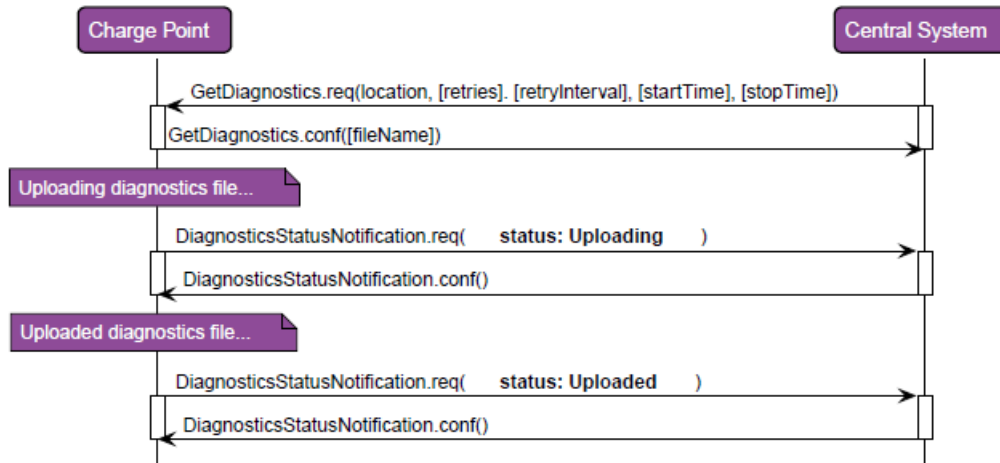 Charge Point
Central System
GetDiagnostics.req(location, [retries]. [retryInterval], [startTime], [stopTime])
GetDiagnostics.conf([fileName])
Uploading diagnostics file...
DiagnosticsStatusNotification.req( status: Uploading )
DiagnosticsStatusNotification.conf()
Uploaded diagnostics file...
DiagnosticsStatusNotification.req( status: Uploaded )
DiagnosticsStatusNotification.conf()